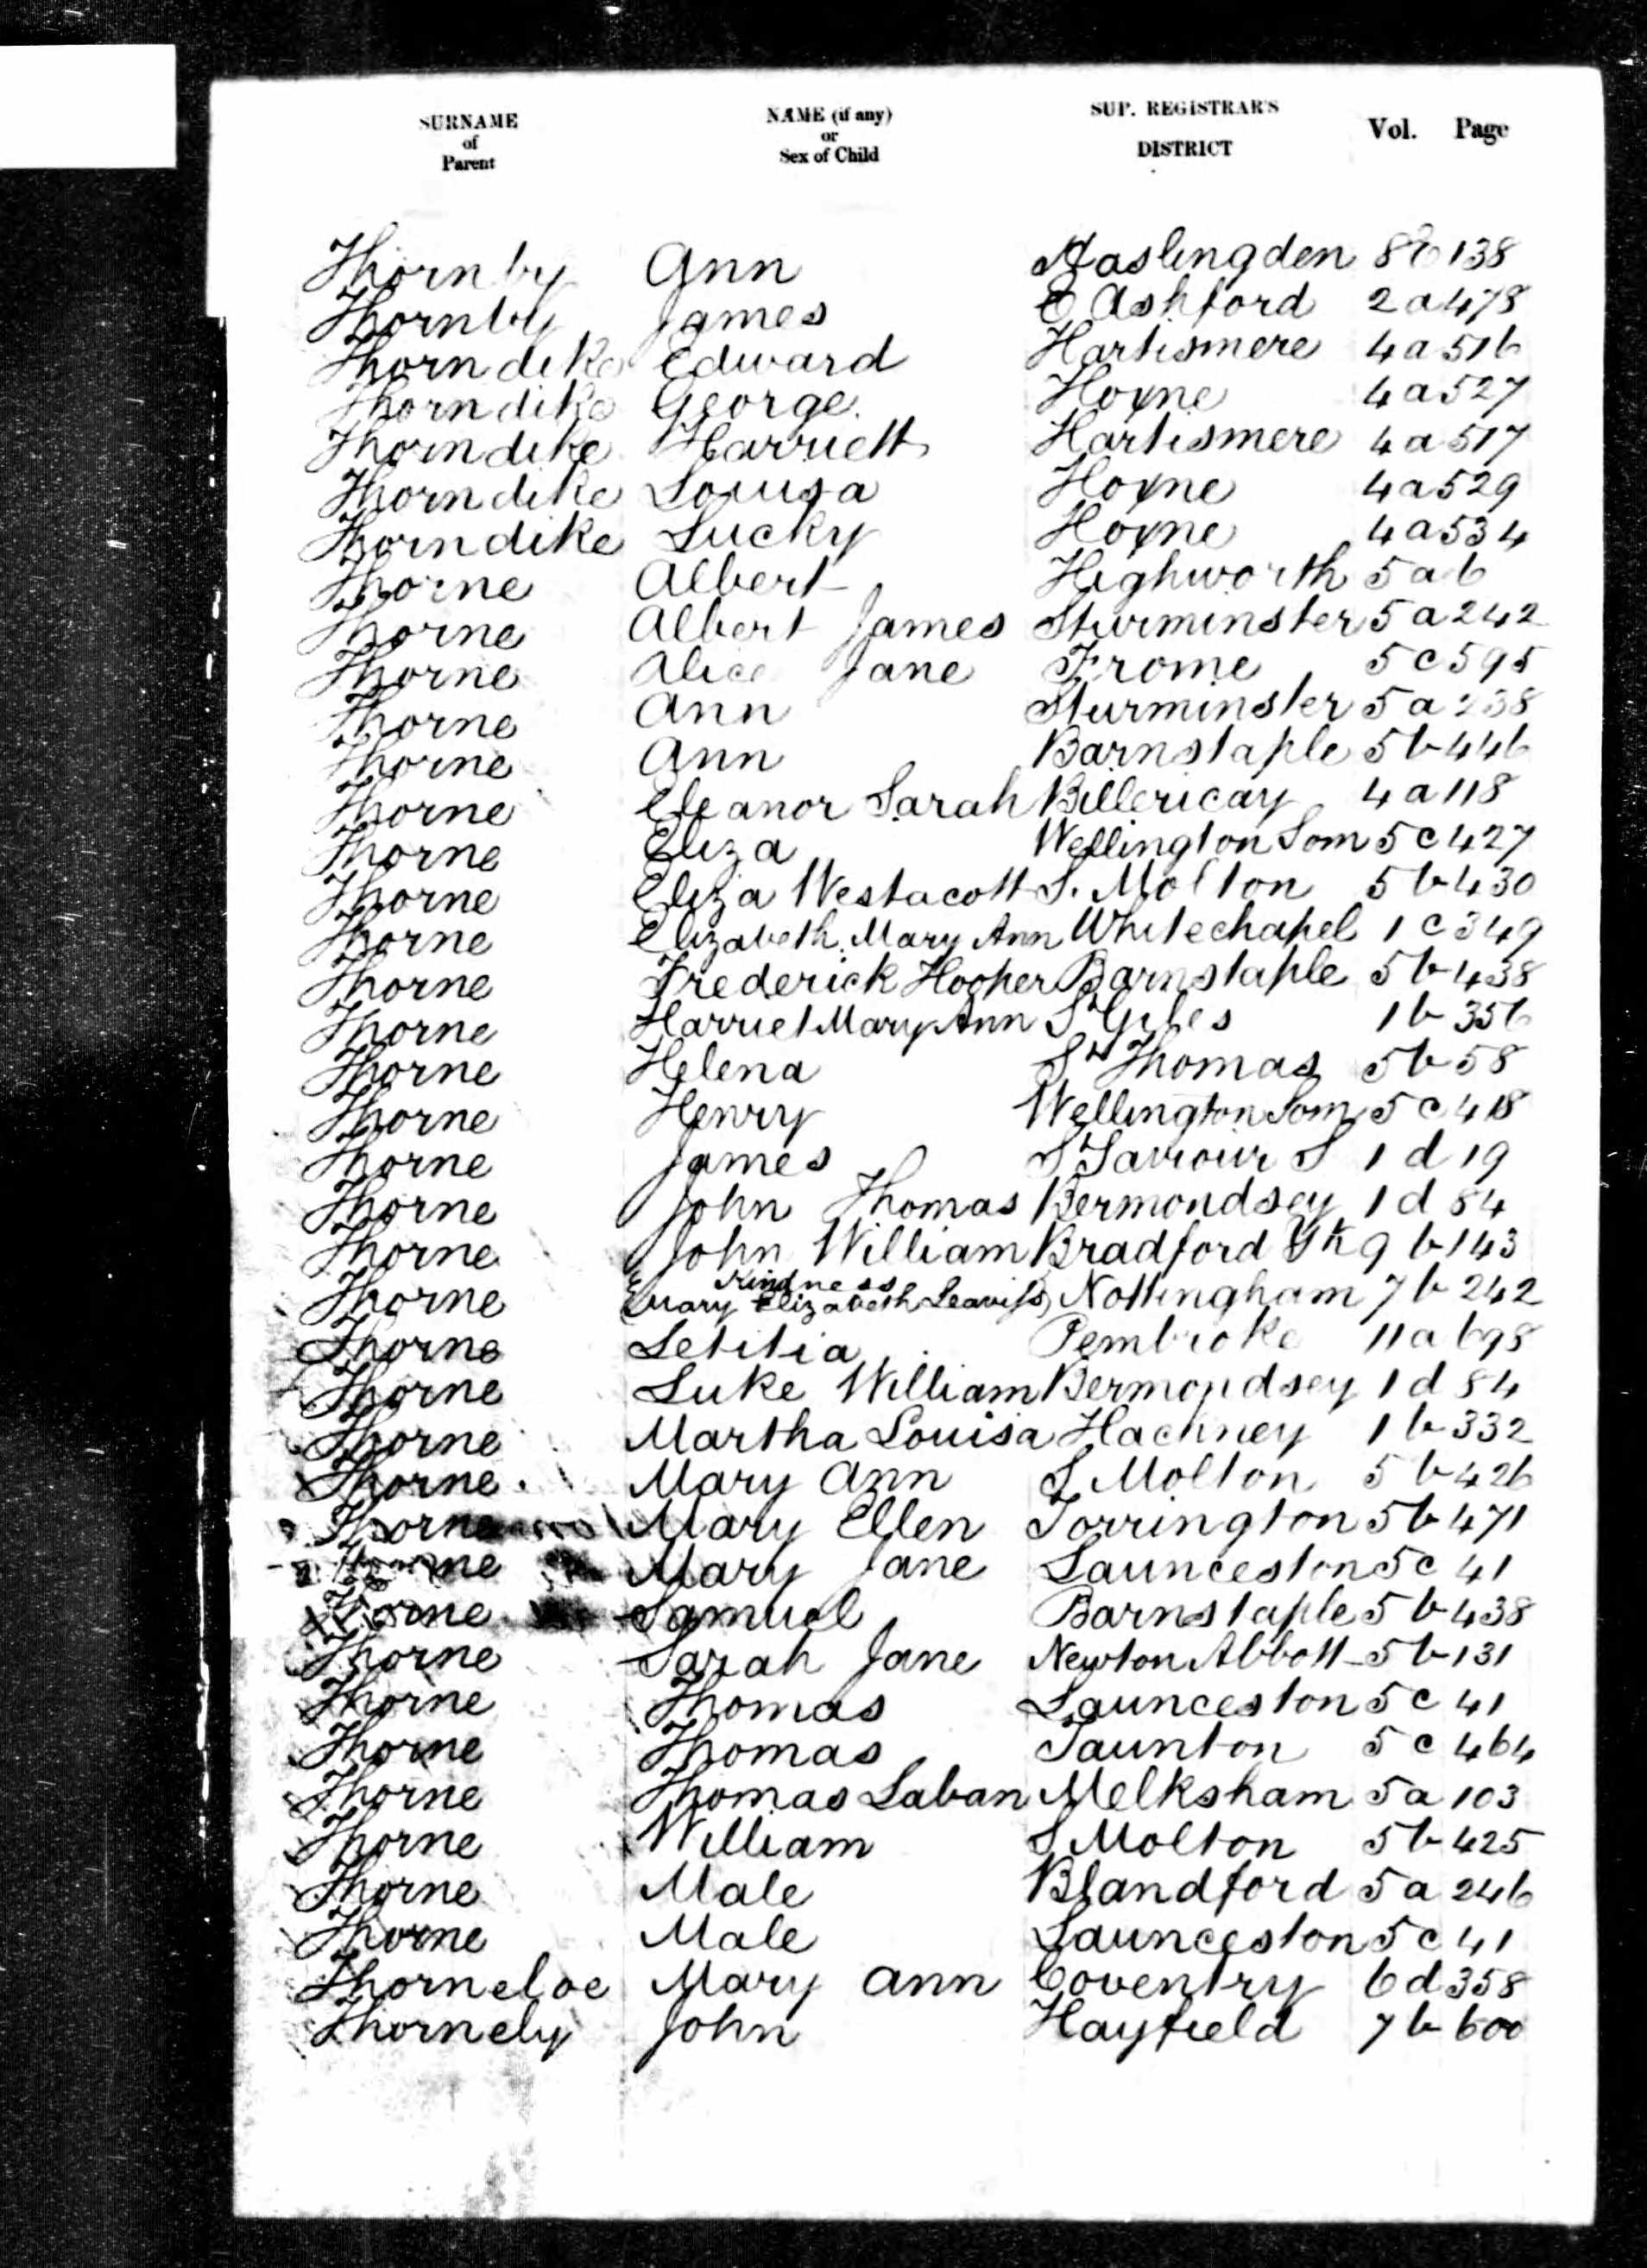 SURNAME of Parent NAME (if any) or Sex of Child SUP. REGISTRAR'S DISTRICT Vol. Page
Thornby Ann Haslingden 8e 138
Thornby James E Ashford 2a 478
Thorndike Edward Hartismere 4a 516
Thorndike George Hoxne 4a 527
Thorndike Harriett Hartismere 4a 517
Thorndike Louisa Hoxne 4a 529
Thorndike Lucky Hoxne 4a 534
Thorne Albert Highworth 5a 6
Thorne Albert James Sturminster 5a 242
Thorne Alice Jane Frome 5c 595
Thorne Ann Sturminster 5a 238
Thorne Ann Barnstaple 5b 446
Thorne Eleanor Sarah Billericay 4a 118
Thorne Eliza Wellington Som 5c 427
Thorne Eliza Westacott S. Molton 5b 430
Thorne Elizabeth Mary Ann Whitechapel 1c 349
Thorne Frederick Hooper Barnstaple 5b 438
Thorne Harriet Mary Ann St Giles 1b 356
Thorne Helena St Thomas 5b 58
Thorne Henry Wellington Som 5c 418
Thorne James St Saviour S 1d 19
Thorne John Thomas Bermondsey 1d 84
Thorne John William Bradford Yk 9b 143
Thorne Kindness Mary Elizabeth Leaviss Nottingham 7b 242
Thorne Letitia Pembroke 11a 698
Thorne Luke William Bermondsey 1d 84
Thorne Martha Louisa Hackney 1b 332
Thorne Mary Ann S Molton 5b 426
Thorne Mary Ellen Torrington 5b 471
Thorne Mary Jane Launceston 5c 41
Thorne Samuel Barnstaple 5b 438
Thorne Sarah Jane Newton Abbott 5b 131
Thorne Thomas Launceston 5c 41
Thorne Thomas Taunton 5c 464
Thorne Thomas Laban Melksham 5a 103
Thorne William S Molton 5b 425
Thorne Male Blandford 5a 246
Thorne Male Launceston 5c 41
Thorneloe Mary Ann Coventry 6d 358
Thornely John Hayfield 7b 600